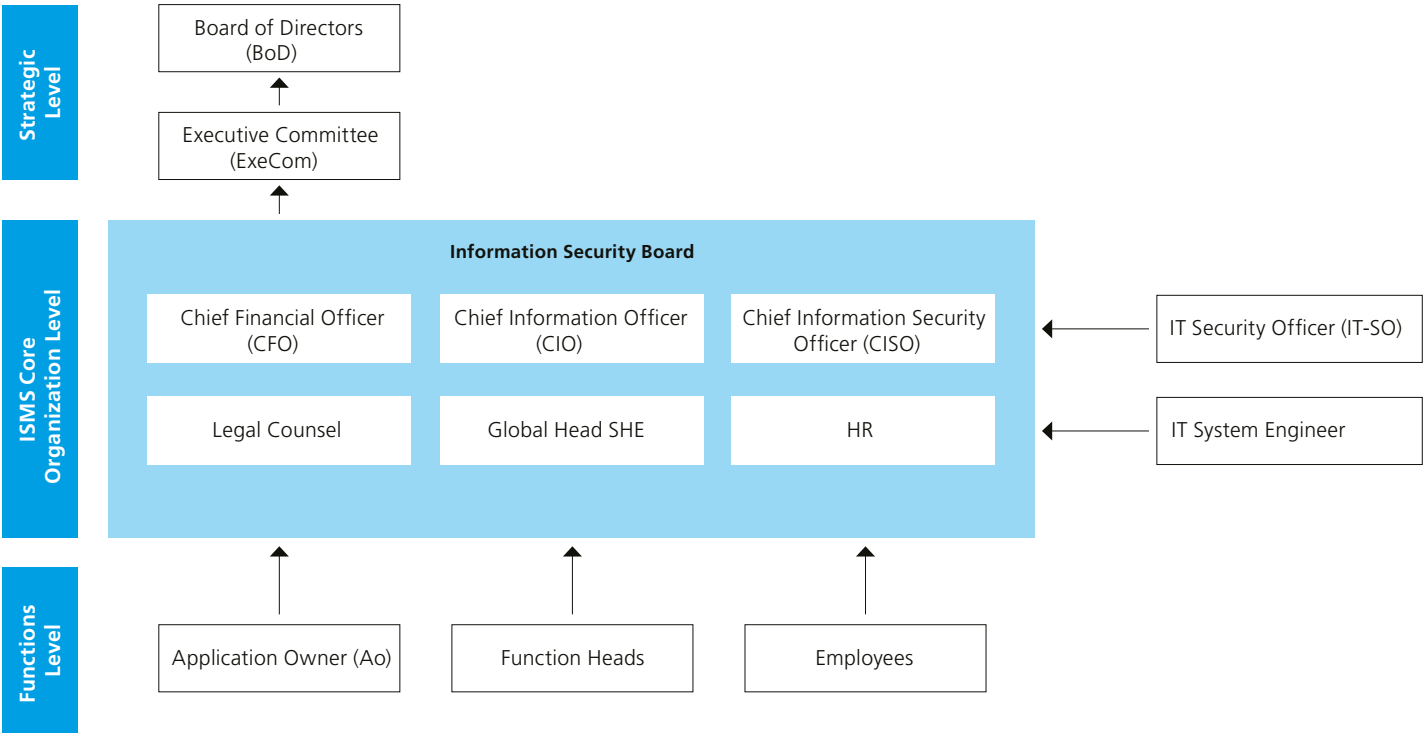 Strategic
Level
Board of Directors
(BoD)
Executive Committee
(ExeCom)
ISMS Core
Organization Level
Information Security Board
Chief Financial Officer
(CFO)
Chief Information Officer
(CIO)
Chief Information Security
Officer (CISO)
IT Security Officer (IT-SO)
Legal Counsel
Global Head SHE
HR
IT System Engineer
Functions
Level
Application Owner (Ao)
Function Heads
Employees